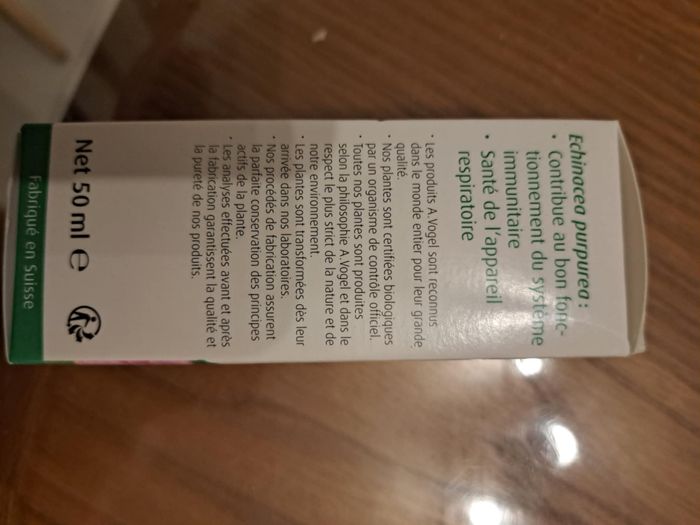 Echinacea purpurea :
• Contribue au bon fonc-
tionnement du système
immunitaire
• Santé de l'appareil
respiratoire
• Les produits A.Vogel sont reconnus
dans le monde entier pour leur grande
qualité.
• Nos plantes sont certifiées biologiques
par un organisme de contrôle officiel.
• Toutes nos plantes sont produites
selon la philosophie A.Vogel et dans le
respect le plus strict de la nature et de
notre environnement.
• Les plantes sont transformées dès leur
arrivée dans nos laboratoires.
• Nos procédés de fabrication assurent
la parfaite conservation des principes
actifs de la plante.
• Les analyses effectuées avant et après
la fabrication garantissent la qualité et
la pureté de nos produits.
Net 50 ml ℮
Fabriqué en Suisse